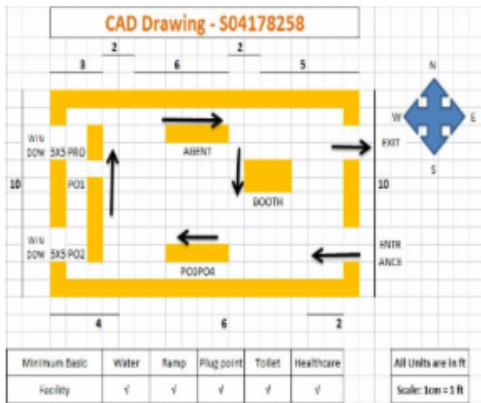 CAD Drawing - S04178258
2 2
3 6 5
N
W E
S
WIN
DOW 5X5 PRO
AGENT
EXIT
PO1
10 10
BOOTH
WIN
DOW 5X5 PO2
ENTR
ANCE
PO3PO4
4 6 2
Minimum Basic Water Ramp Plug point Toilet Healthcare
Facility √ √ √ √ √
All Units are in ft
Scale: 1cm = 1 ft